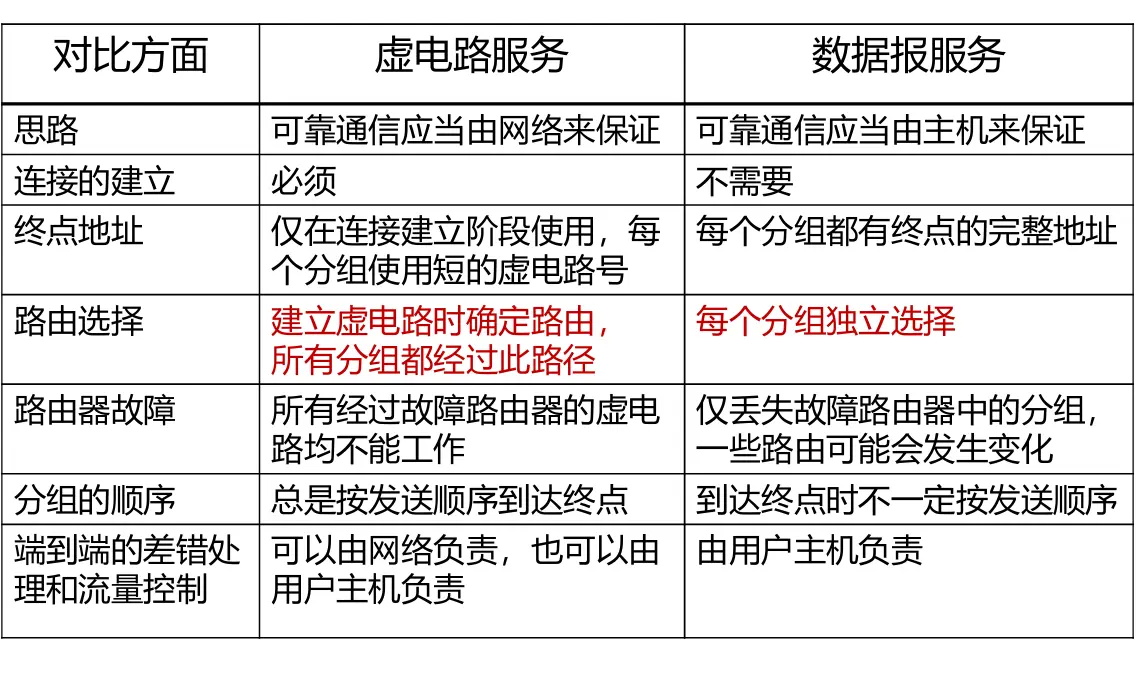 对比方面
虚电路服务
数据报服务
思路
可靠通信应当由网络来保证
可靠通信应当由主机来保证
连接的建立
必须
不需要
终点地址
仅在连接建立阶段使用，每
个分组使用短的虚电路号
每个分组都有终点的完整地址
路由选择
建立虚电路时确定路由，
所有分组都经过此路径
每个分组独立选择
路由器故障
所有经过故障路由器的虚电
路均不能工作
仅丢失故障路由器中的分组，
一些路由可能会发生变化
分组的顺序
总是按发送顺序到达终点
到达终点时不一定按发送顺序
端到端的差错处
理和流量控制
可以由网络负责，也可以由
用户主机负责
由用户主机负责